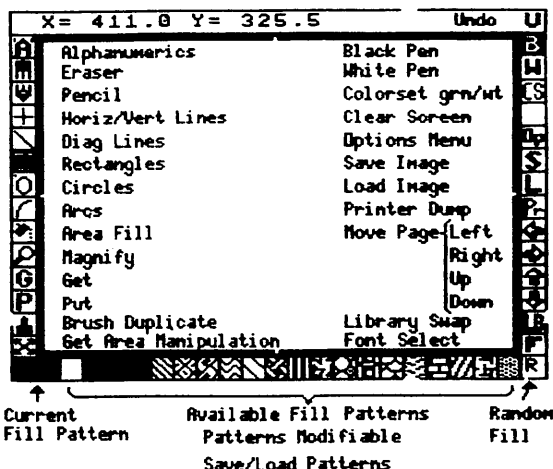 X= 411.0 Y= 325.5 Undo U
A Alphanumerics Black Pen B
Eraser White Pen W
Pencil Colorset grn/wt CS
Horiz/Vert Lines Clear Screen
Diag Lines Options Menu Op
Rectangles Save Image S
Circles Load Image L
Arcs Printer Dump Pr
Area Fill Move Page Left
Magnify Right
G Get Up
P Put Down
Brush Duplicate Library Swap
Get Area Manipulation Font Select F
R
Current Available Fill Patterns Random
Fill Pattern Patterns Modifiable Fill
Save/Load Patterns